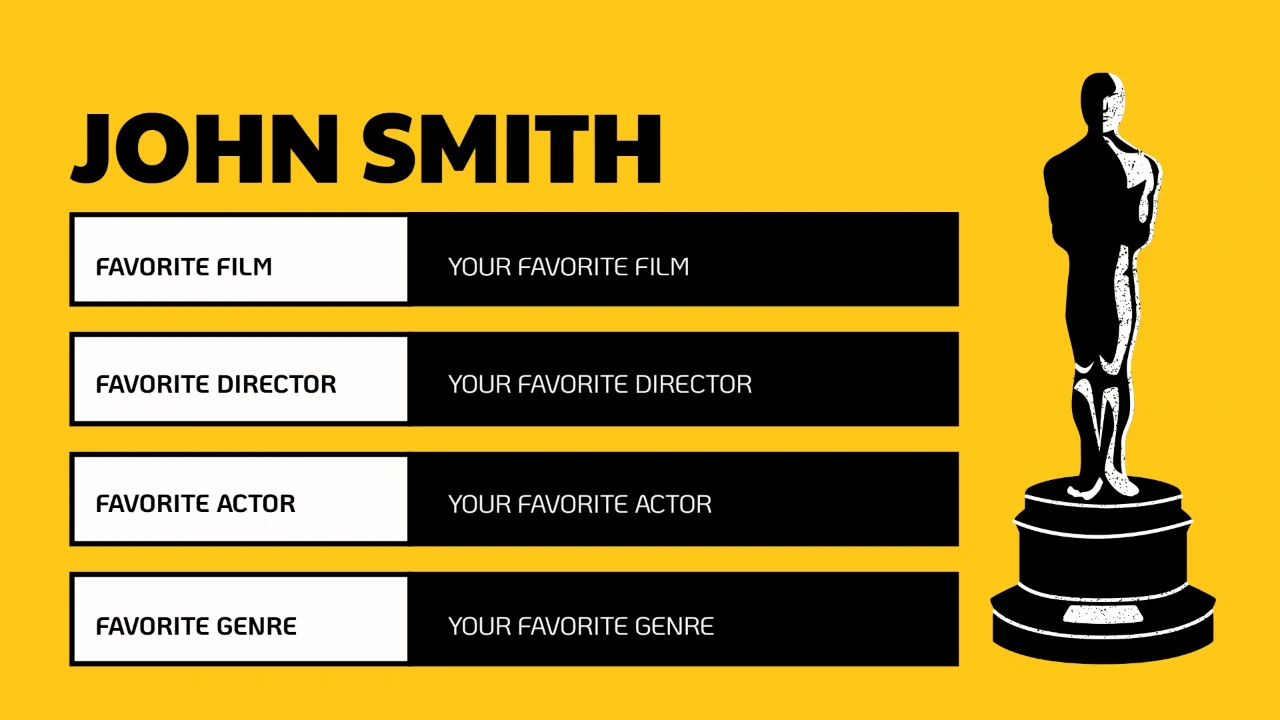 JOHN SMITH
FAVORITE FILM
YOUR FAVORITE FILM
FAVORITE DIRECTOR
YOUR FAVORITE DIRECTOR
FAVORITE ACTOR
YOUR FAVORITE ACTOR
FAVORITE GENRE
YOUR FAVORITE GENRE